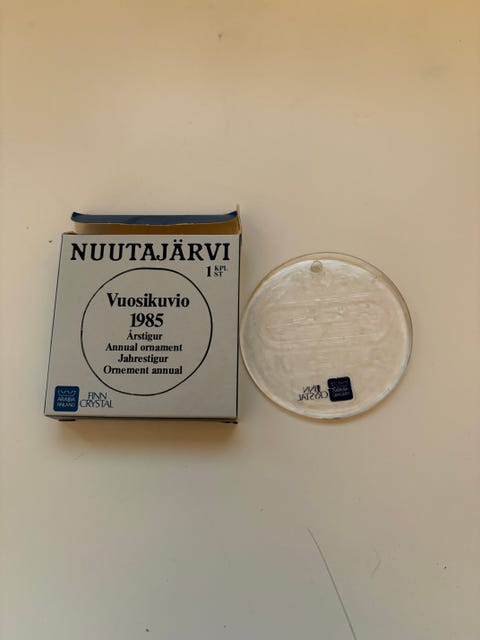 NUUTAJÄRVI
1 KPL
ST
Vuosikuvio
1985
Årstigur
Annual ornament
Jahrestigur
Ornement annual
ARABIA
FINLAND
FINN
CRYSTAL
FINN
CRYSTAL